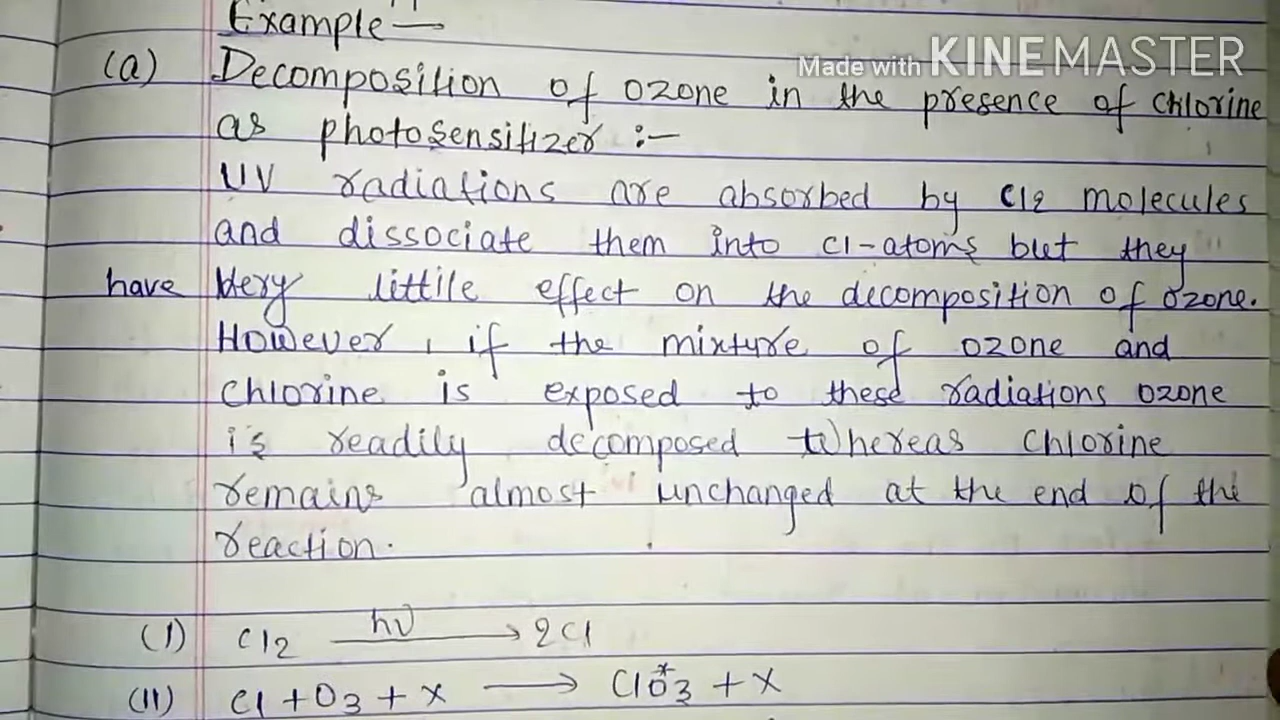 Example —
Made with KINEMASTER
(a) Decomposition of ozone in the presence of chlorine
as photosensitizer :-
UV radiations are absorbed by Cl2 molecules
and dissociate them into Cl-atoms but they
have very littile effect on the decomposition of ozone.
However, if the mixture of ozone and
chlorine is exposed to these radiations ozone
is readily decomposed whereas chlorine
remains almost unchanged at the end of the
reaction.
(I) Cl2 —hν→ 2Cl
(II) Cl + O3 + x → ClO3* + x